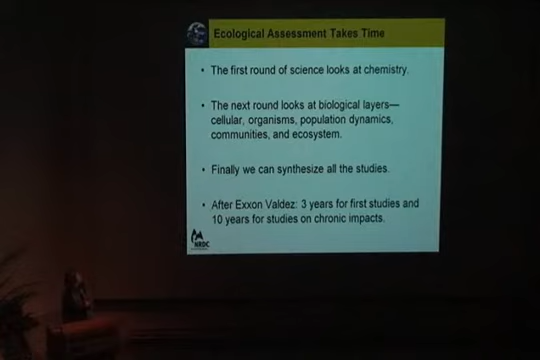 Ecological Assessment Takes Time
• The first round of science looks at chemistry.
• The next round looks at biological layers—
cellular, organisms, population dynamics,
communities, and ecosystem.
• Finally we can synthesize all the studies.
• After Exxon Valdez: 3 years for first studies and
10 years for studies on chronic impacts.
NRDC